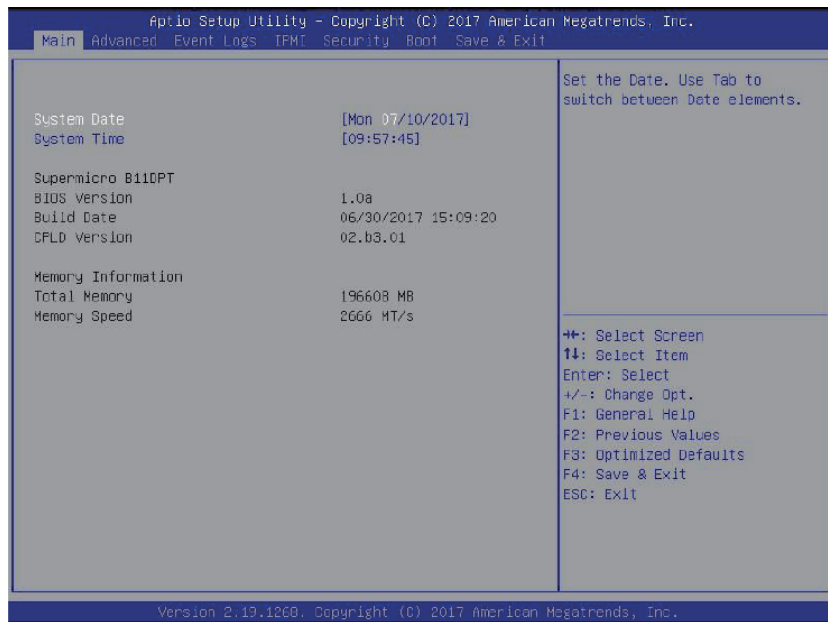 Aptio Setup Utility – Copyright (C) 2017 American Megatrends, Inc.
Main Advanced Event Logs IPMI Security Boot Save & Exit
Set the Date. Use Tab to
switch between Date elements.
System Date [Mon 07/10/2017]
System Time [09:57:45]
Supermicro B11DPT
BIOS Version 1.0a
Build Date 06/30/2017 15:09:20
CPLD Version 02.b3.01
Memory Information
Total Memory 196608 MB
Memory Speed 2666 MT/s
→←: Select Screen
↑↓: Select Item
Enter: Select
+/-: Change Opt.
F1: General Help
F2: Previous Values
F3: Optimized Defaults
F4: Save & Exit
ESC: Exit
Version 2.19.1268. Copyright (C) 2017 American Megatrends, Inc.